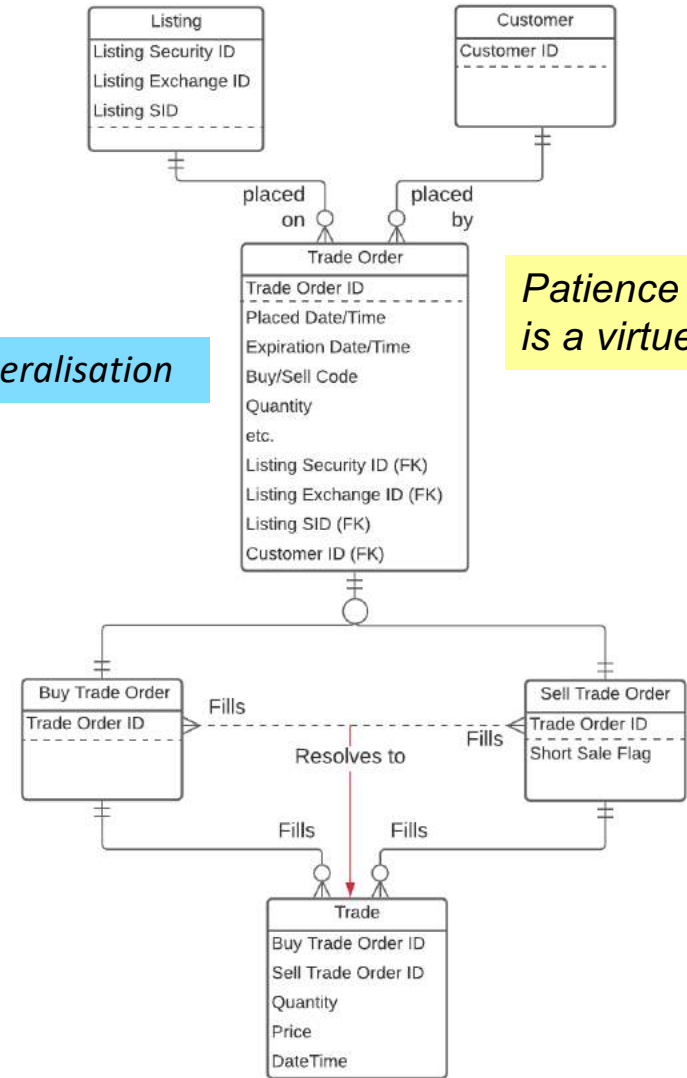 Listing
Listing Security ID
Listing Exchange ID
Listing SID
Customer
Customer ID
placed
on
placed
by
Trade Order
Trade Order ID
Placed Date/Time
Expiration Date/Time
Buy/Sell Code
Quantity
etc.
Listing Security ID (FK)
Listing Exchange ID (FK)
Listing SID (FK)
Customer ID (FK)
eralisation
Patience
is a virtue
Buy Trade Order
Trade Order ID
Fills
Resolves to
Fills
Sell Trade Order
Trade Order ID
Short Sale Flag
Fills
Fills
Trade
Buy Trade Order ID
Sell Trade Order ID
Quantity
Price
DateTime